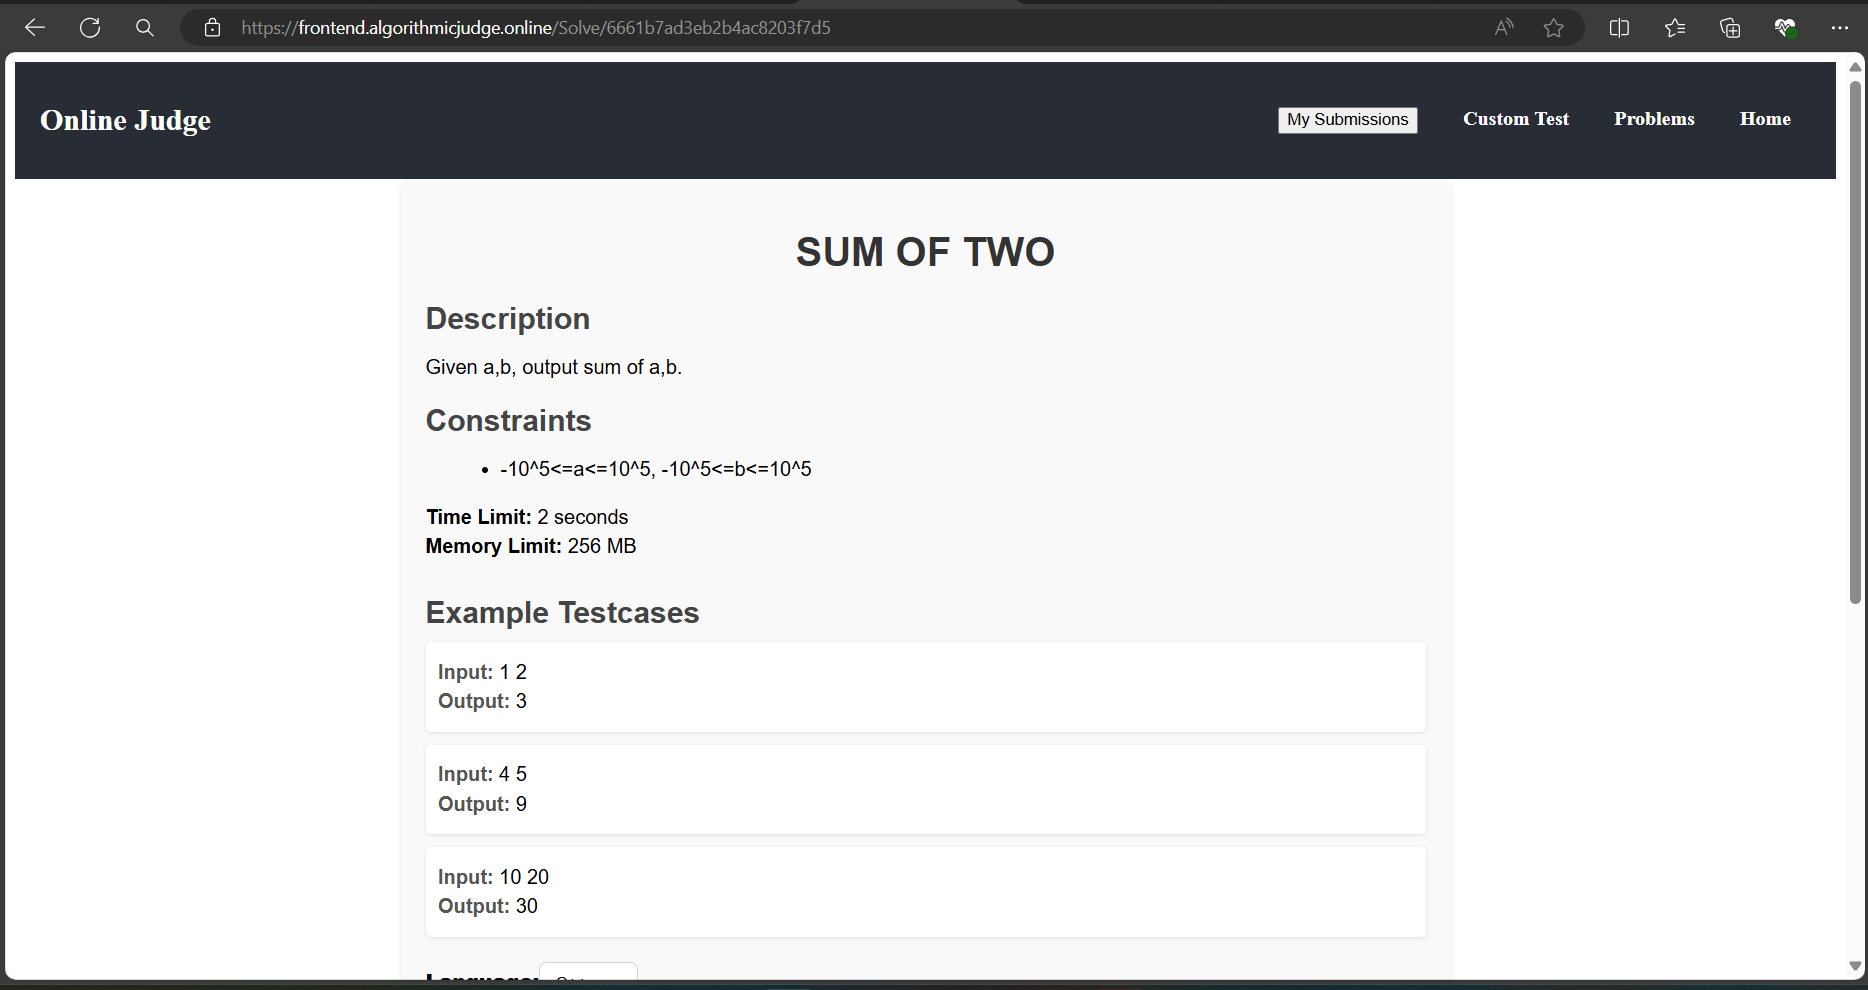 https://frontend.algorithmicjudge.online/Solve/6661b7ad3eb2b4ac8203f7d5
Online Judge
My Submissions
Custom Test
Problems
Home
SUM OF TWO
Description
Given a,b, output sum of a,b.
Constraints
• -10^5<=a<=10^5, -10^5<=b<=10^5
Time Limit: 2 seconds
Memory Limit: 256 MB
Example Testcases
Input: 1 2
Output: 3
Input: 4 5
Output: 9
Input: 10 20
Output: 30
Language: